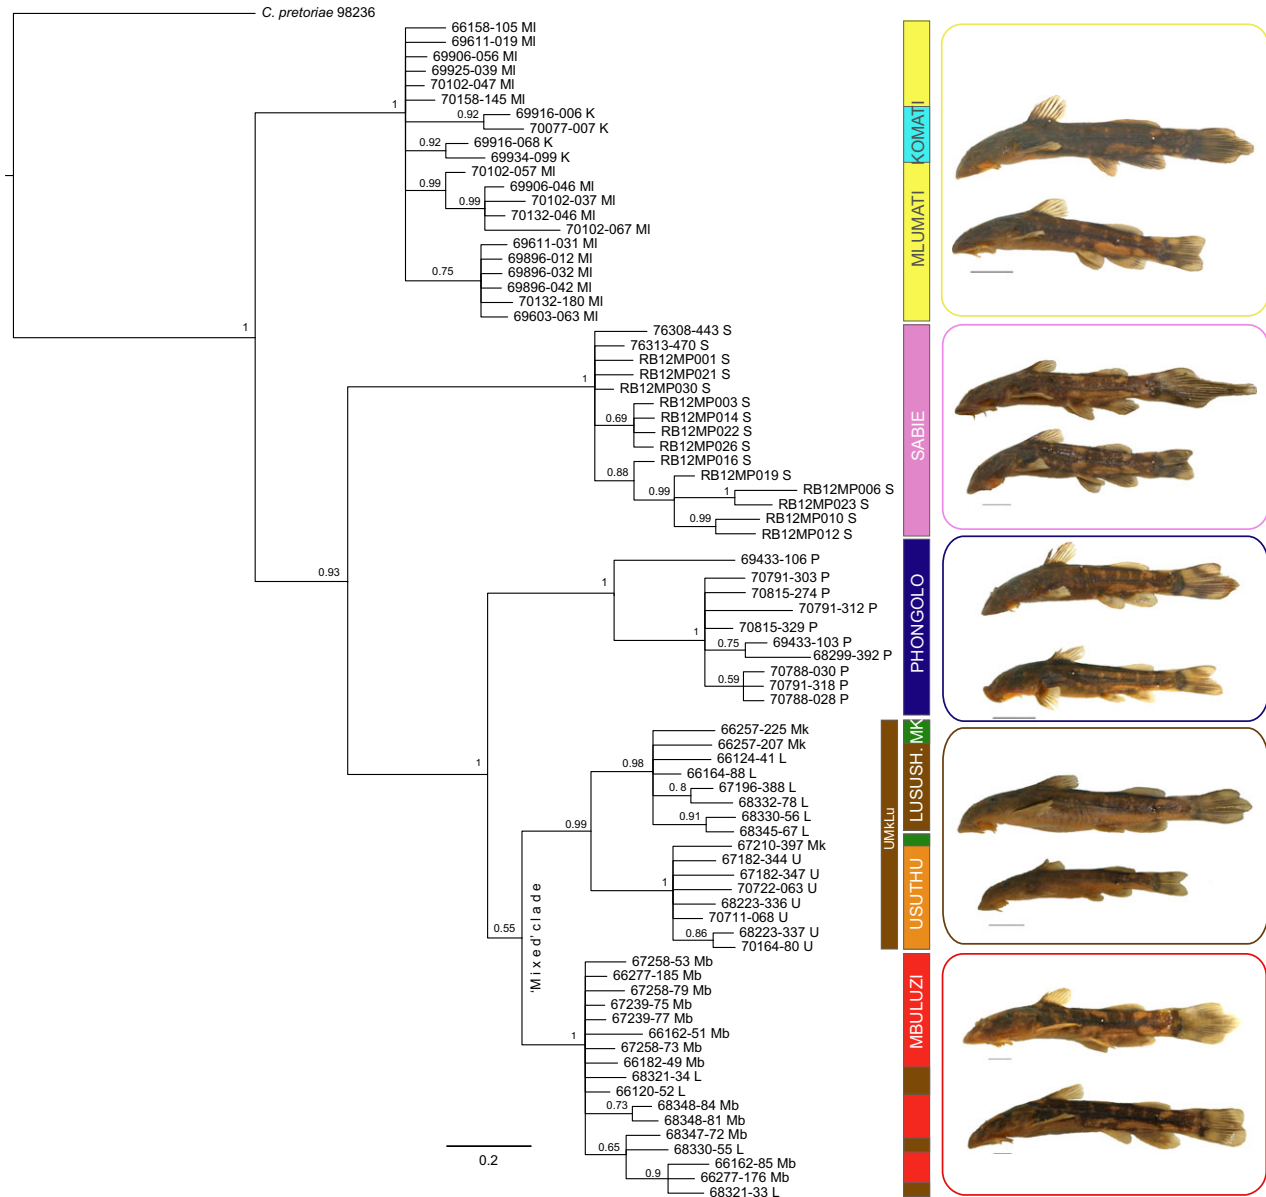 C. pretoriae 98236
66158-105 Ml
69611-019 Ml
69906-056 Ml
69925-039 Ml
70102-047 Ml
70158-145 Ml
1
0.92
69916-006 K
70077-007 K
0.92
69916-068 K
69934-099 K
70102-057 Ml
0.99
69906-046 Ml
0.99
70102-037 Ml
70132-046 Ml
70102-067 Ml
69611-031 Ml
69896-012 Ml
0.75
69896-032 Ml
69896-042 Ml
70132-180 Ml
69603-063 Ml
KOMATI
MLUMATI
1
76308-443 S
76313-470 S
RB12MP001 S
1
RB12MP021 S
RB12MP030 S
RB12MP003 S
0.69
RB12MP014 S
RB12MP022 S
RB12MP026 S
RB12MP016 S
0.88
RB12MP019 S
0.99
1
RB12MP006 S
RB12MP023 S
0.99
RB12MP010 S
RB12MP012 S
SABIE
0.93
69433-106 P
1
70791-303 P
70815-274 P
70791-312 P
70815-329 P
1
0.75
69433-103 P
68299-392 P
70788-030 P
0.59
70791-318 P
70788-028 P
PHONGOLO
1
66257-225 Mk
66257-207 Mk
66124-41 L
0.98
66164-88 L
0. 8
67196-388 L
68332-78 L
0.91
68330-56 L
68345-67 L
0.99
67210-397 Mk
67182-344 U
67182-347 U
1
70722-063 U
68223-336 U
70711-068 U
0.86
68223-337 U
70164-80 U
MK
LUSUSH.
UMkLu
USUTHU
0.55
'Mixed' clade
67258-53 Mb
66277-185 Mb
67258-79 Mb
67239-75 Mb
67239-77 Mb
66162-51 Mb
1
67258-73 Mb
66182-49 Mb
68321-34 L
66120-52 L
0.73
68348-84 Mb
68348-81 Mb
68347-72 Mb
0.65
68330-55 L
66162-85 Mb
0.9
66277-176 Mb
68321-33 L
MBULUZI
0.2